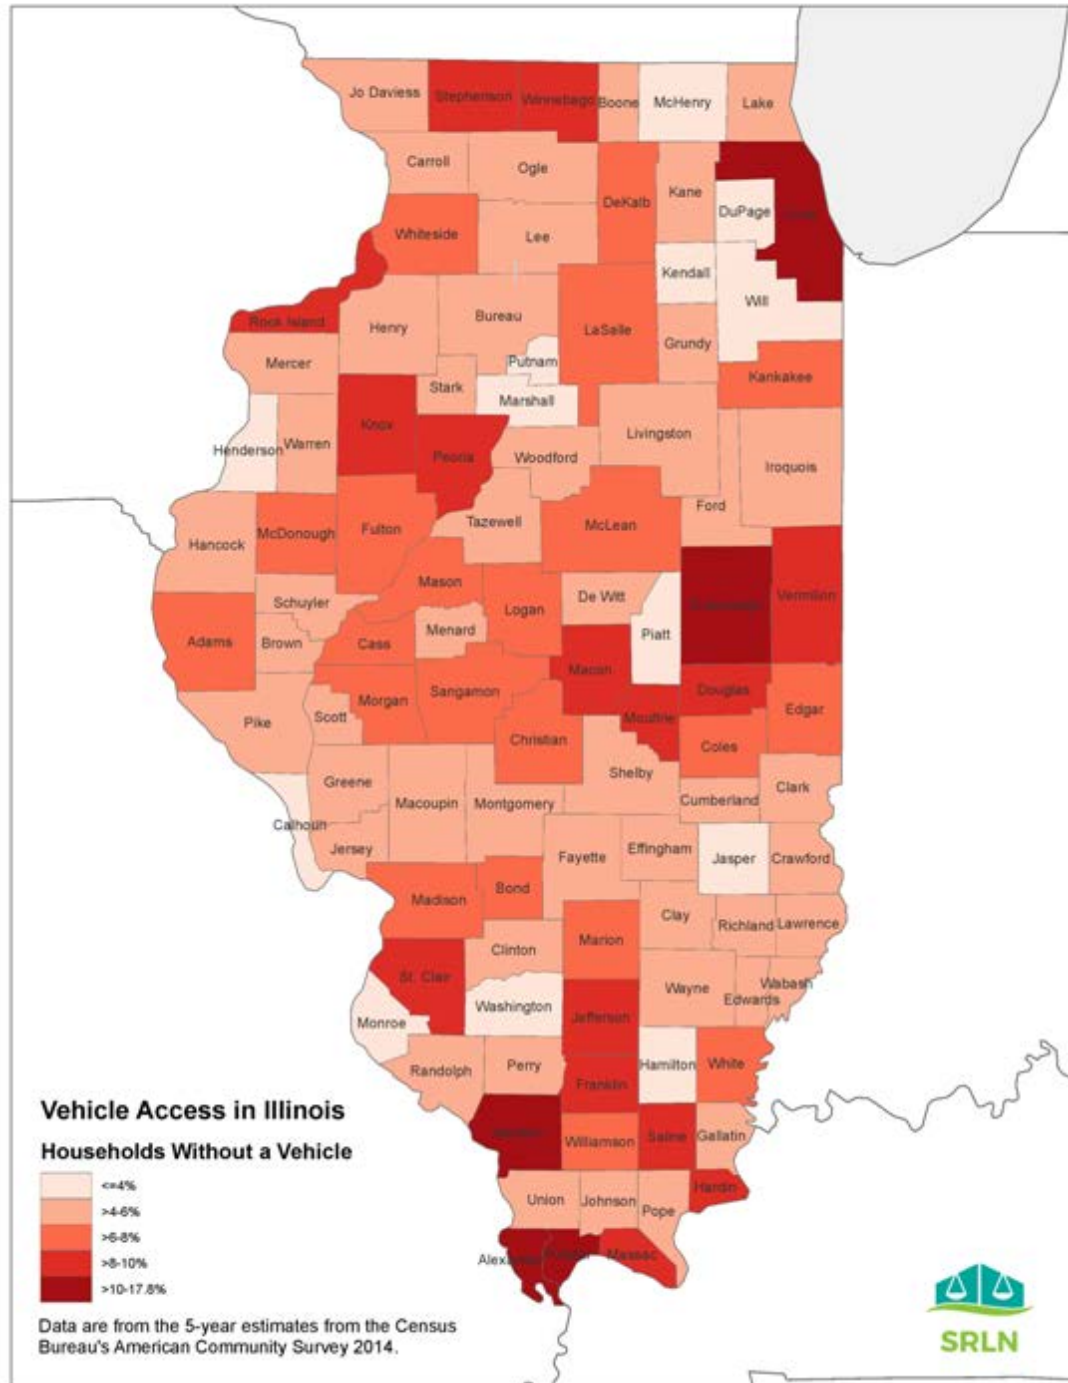 Jo Daviess Stephenson Winnebago Boone McHenry Lake
Carroll Ogle DeKalb Kane DuPage
Whiteside Lee Kendall Will
Rock Island Henry Bureau LaSalle Grundy
Mercer Putnam Kankakee
Stark Marshall
Henderson Warren Knox Peoria Woodford Livingston Iroquois
Hancock McDonough Fulton Tazewell McLean Ford
Schuyler Mason Logan De Witt Vermilion
Adams Brown Cass Menard Piatt
Macon Douglas
Pike Scott Morgan Sangamon Christian Moultrie Coles Edgar
Greene Macoupin Montgomery Shelby Cumberland Clark
Calhoun Jersey Fayette Effingham Jasper Crawford
Madison Bond Clay Richland Lawrence
St. Clair Clinton Marion Wayne Edwards Wabash
Monroe Washington Jefferson Hamilton White
Randolph Perry Franklin
Williamson Saline Gallatin
Union Johnson Pope Hardin
Massac
Vehicle Access in Illinois
Households Without a Vehicle
<=4%
>4-6%
>6-8%
>8-10%
>10-17.8%
Data are from the 5-year estimates from the Census
Bureau's American Community Survey 2014.
SRLN